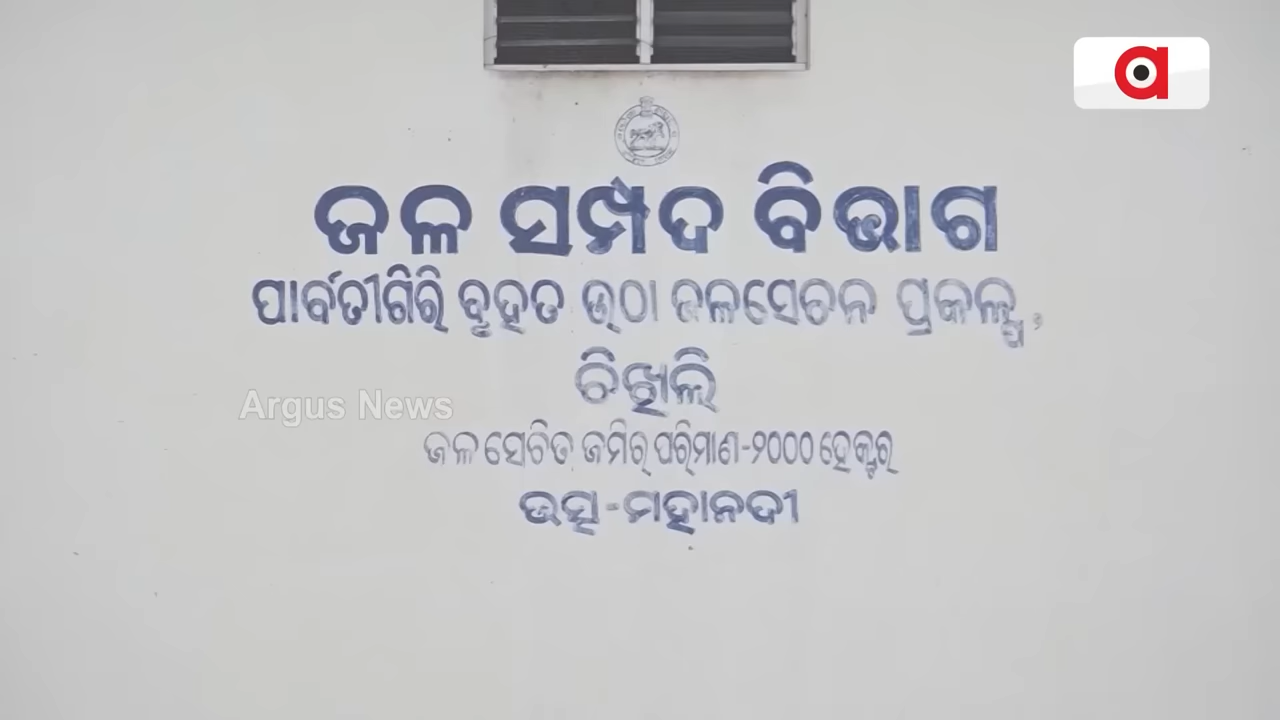 ଜଳ ସମ୍ପଦ ବିଭାଗ
ପାର୍ବତୀଗିରି ବୃହତ ଉଠା ଜଳସେଚନ ପ୍ରକଳ୍ପ,
ଚିଖଲି
Argus News
ଜଳ ସେଚିତ ଜମିର ପରିମାଣ-୨୦୦୦ ହେକ୍ଟର
ଉତ୍ସ-ମହାନଦୀ